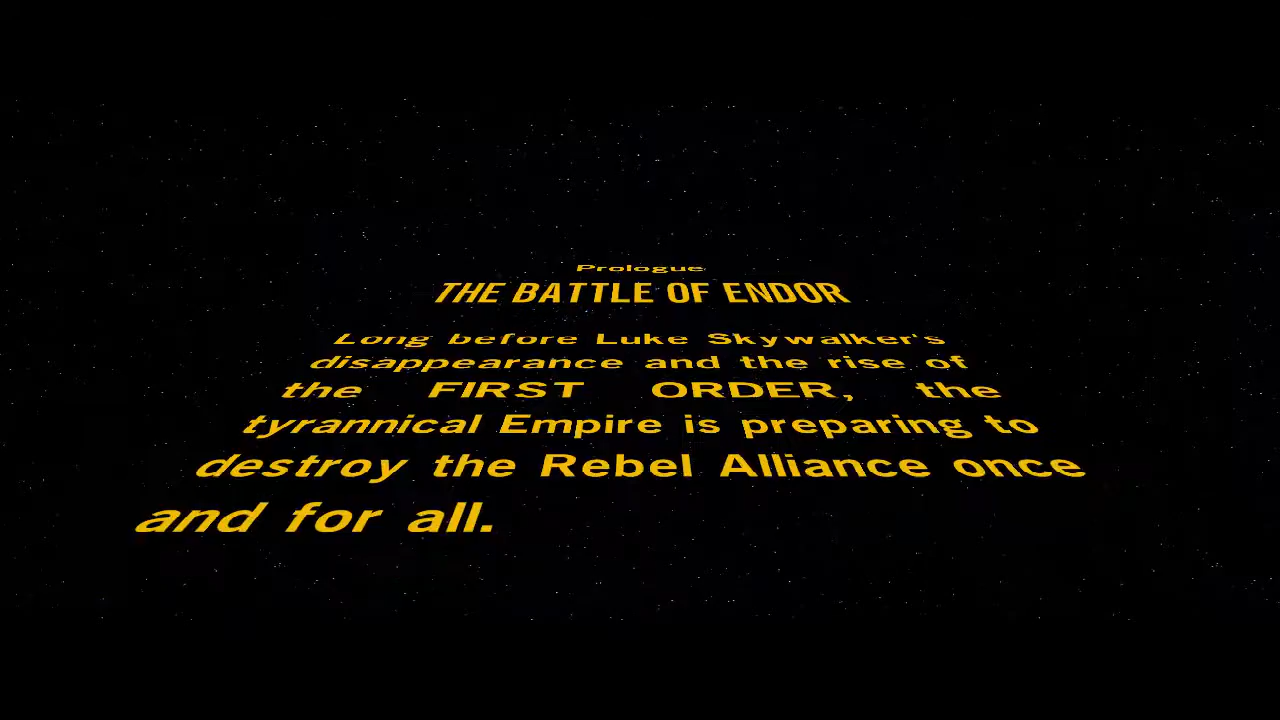 Prologue
THE BATTLE OF ENDOR
Long before Luke Skywalker's
disappearance and the rise of
the FIRST ORDER, the
tyrannical Empire is preparing to
destroy the Rebel Alliance once
and for all.